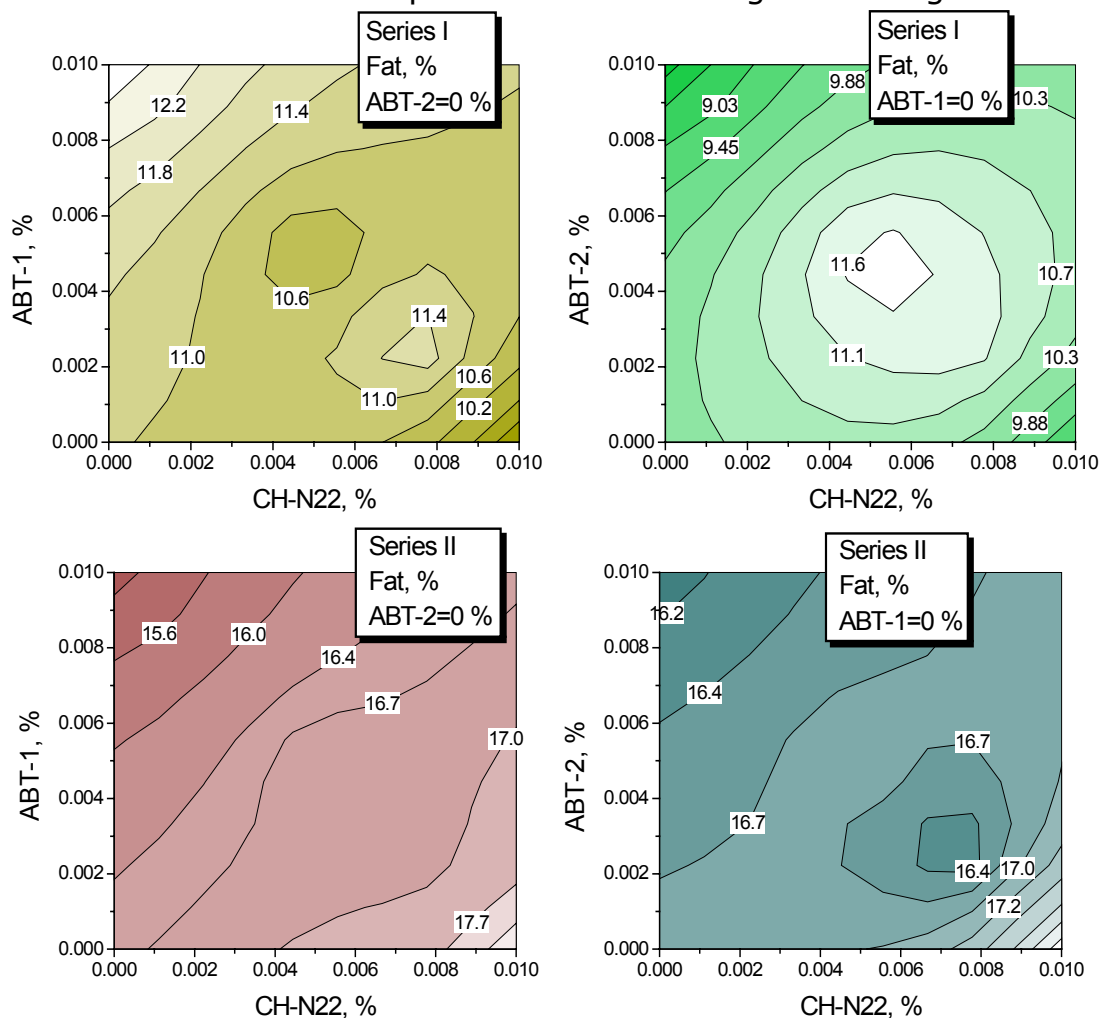 Series I
Fat, %
ABT-2=0 %
0.010
12.2
11.4
0.008
11.8
0.006
ABT-1, %
10.6
0.004
11.4
11.0
0.002
10.6
11.0
10.2
0.000
0.000 0.002 0.004 0.006 0.008 0.010
CH-N22, %
Series I
Fat, %
ABT-1=0 %
0.010
9.88
10.3
9.03
0.008
9.45
0.006
ABT-2, %
11.6
10.7
0.004
11.1
10.3
0.002
9.88
0.000
0.000 0.002 0.004 0.006 0.008 0.010
CH-N22, %
Series II
Fat, %
ABT-2=0 %
0.010
15.6
16.0
0.008
16.4
16.7
0.006
17.0
ABT-1, %
0.004
0.002
17.7
0.000
0.000 0.002 0.004 0.006 0.008 0.010
CH-N22, %
Series II
Fat, %
ABT-1=0 %
0.010
16.2
0.008
16.4
0.006
16.7
ABT-2, %
0.004
16.7
0.002
16.4
17.0
17.2
0.000
0.000 0.002 0.004 0.006 0.008 0.010
CH-N22, %